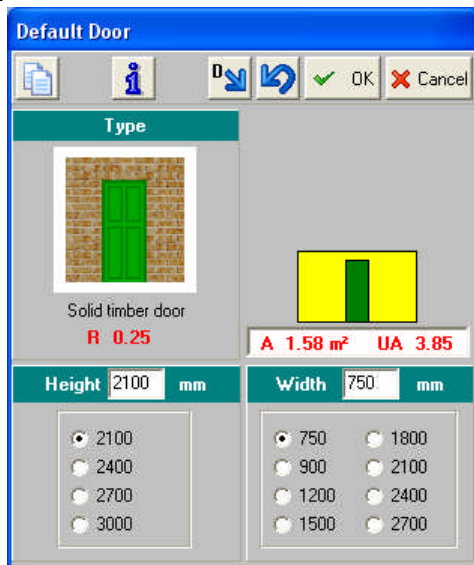 Default Door
D OK Cancel
Type
Solid timber door
R 0.25
A 1.58 m² UA 3.85
Height 2100 mm
2100
2400
2700
3000
Width 750 mm
750 1800
900 2100
1200 2400
1500 2700